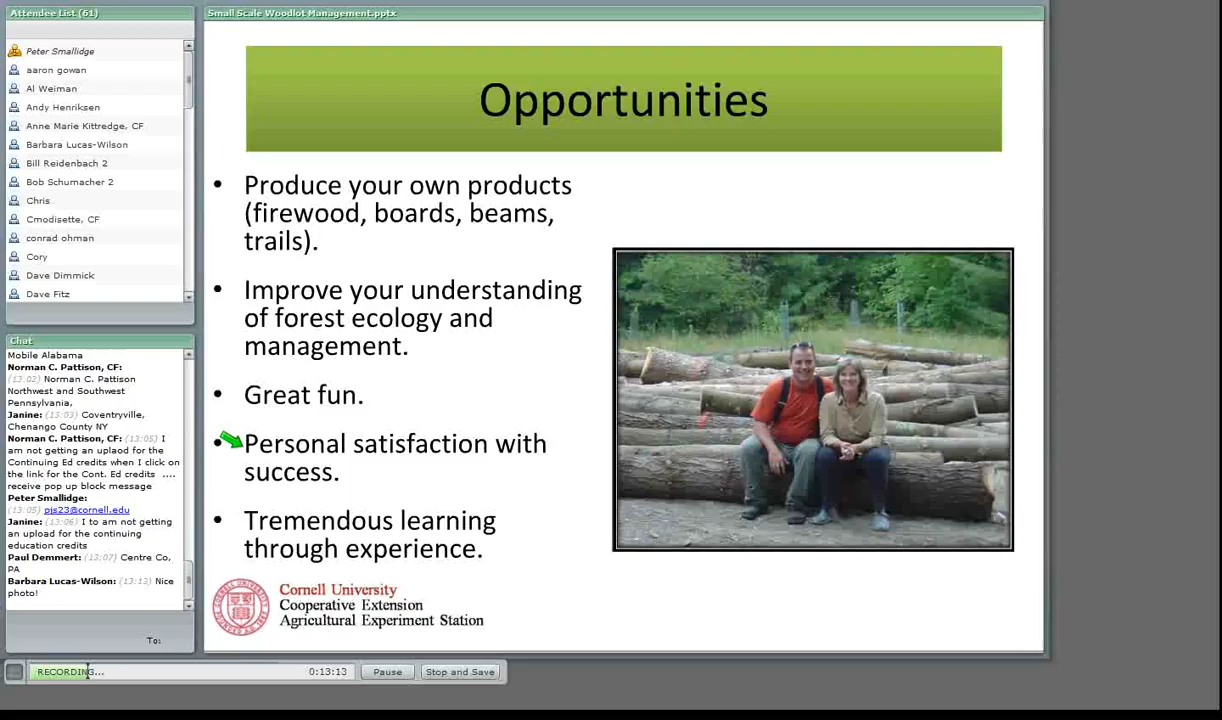 Attendee List (61)
Peter Smallidge
aaron gowan
Al Weiman
Andy Henriksen
Anne Marie Kittredge, CF
Barbara Lucas-Wilson
Bill Reidenbach 2
Bob Schumacher 2
Chris
Cmodisette, CF
conrad ohman
Cory
Dave Dimmick
Dave Fitz
Chat
Mobile Alabama
Norman C. Pattison, CF:
(13:02) Norman C. Pattison
Northwest and Southwest
Pennsylvania,
Janine: (13:03) Coventryville,
Chenango County NY
Norman C. Pattison, CF: (13:05) I
am not getting an uplaod for the
Continuing Ed credits when I click on
the link for the Cont. Ed credits ....
receive pop up block message
Peter Smallidge:
(13:05) pjs23@cornell.edu
Janine: (13:06) I to am not getting
an upload for the continuing
education credits
Paul Demmert: (13:07) Centre Co,
PA
Barbara Lucas-Wilson: (13:13) Nice
photo!
To:
Small Scale Woodlot Management.pptx
Opportunities
• Produce your own products
(firewood, boards, beams,
trails).
• Improve your understanding
of forest ecology and
management.
• Great fun.
• Personal satisfaction with
success.
• Tremendous learning
through experience.
Cornell University
Cooperative Extension
Agricultural Experiment Station
RECORDING...
0:13:13
Pause
Stop and Save